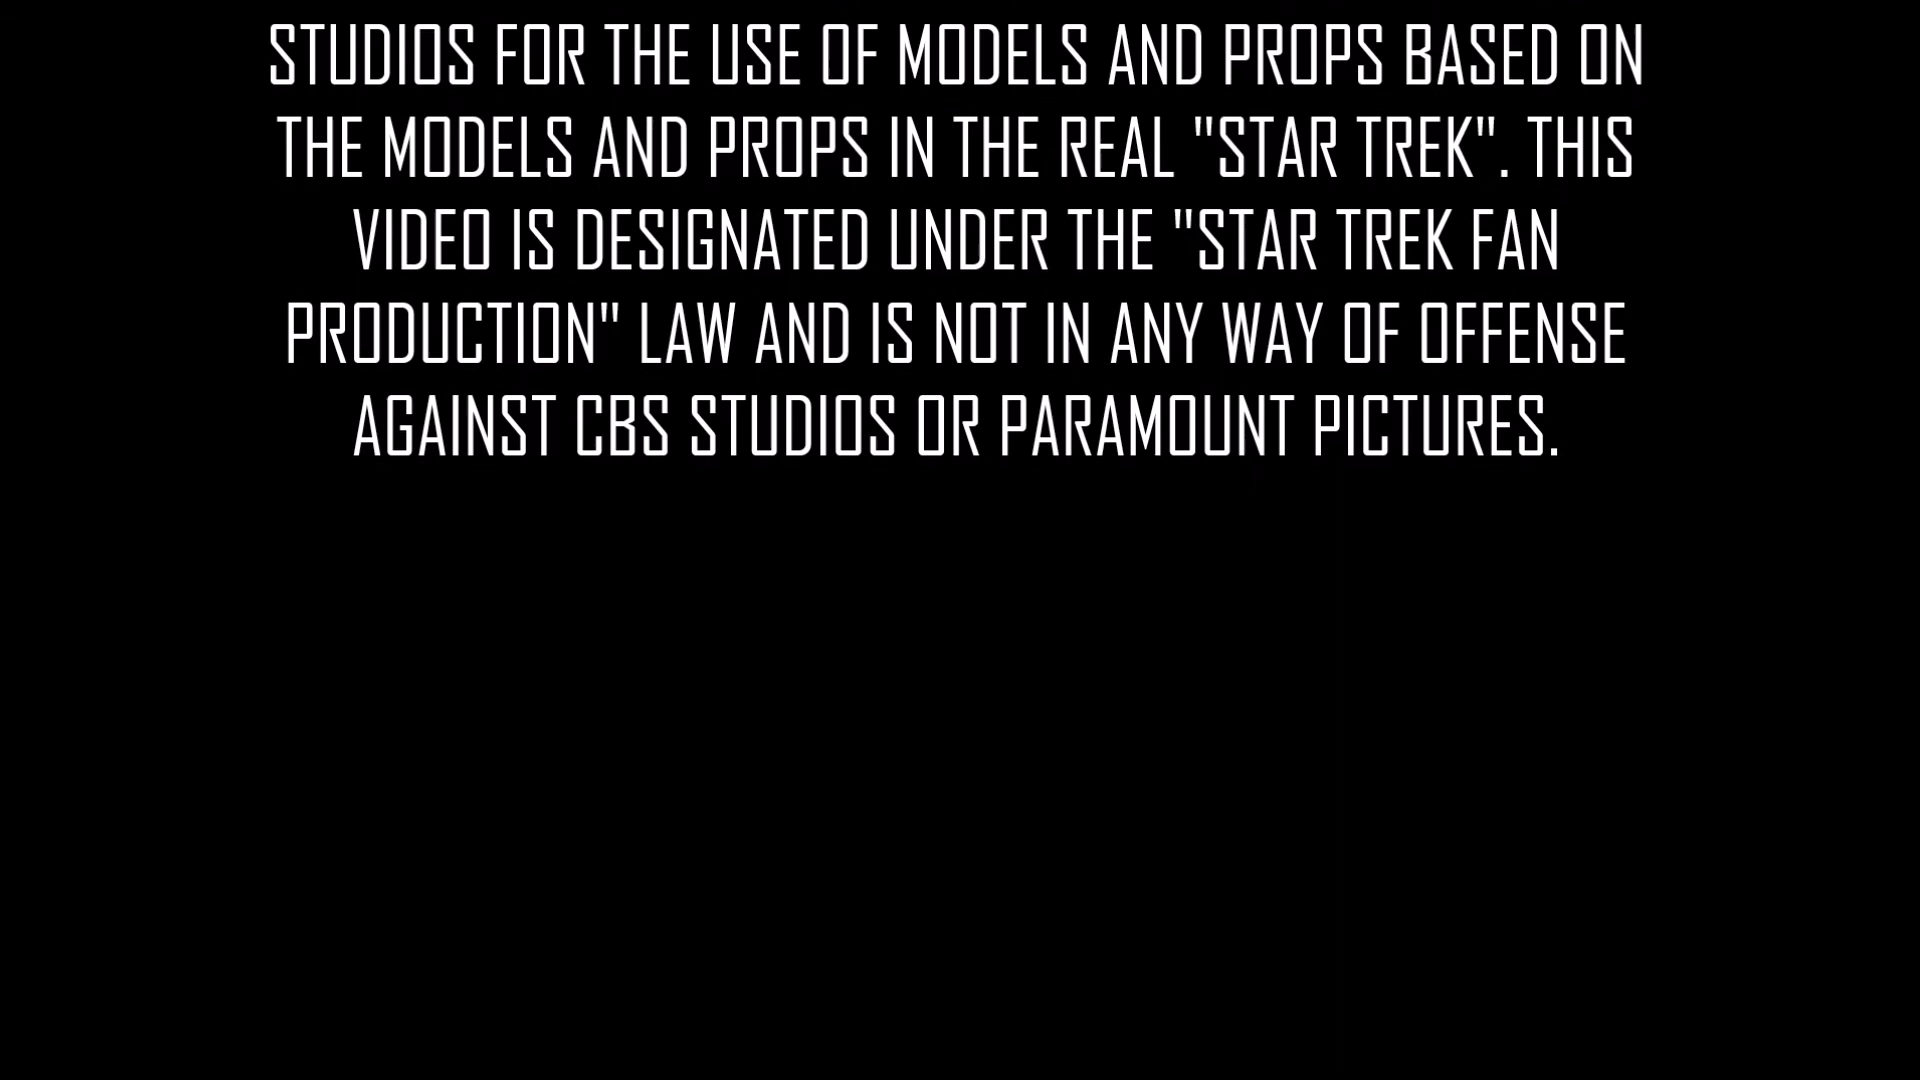 STUDIOS FOR THE USE OF MODELS AND PROPS BASED ON
THE MODELS AND PROPS IN THE REAL "STAR TREK". THIS
VIDEO IS DESIGNATED UNDER THE "STAR TREK FAN
PRODUCTION" LAW AND IS NOT IN ANY WAY OF OFFENSE
AGAINST CBS STUDIOS OR PARAMOUNT PICTURES.